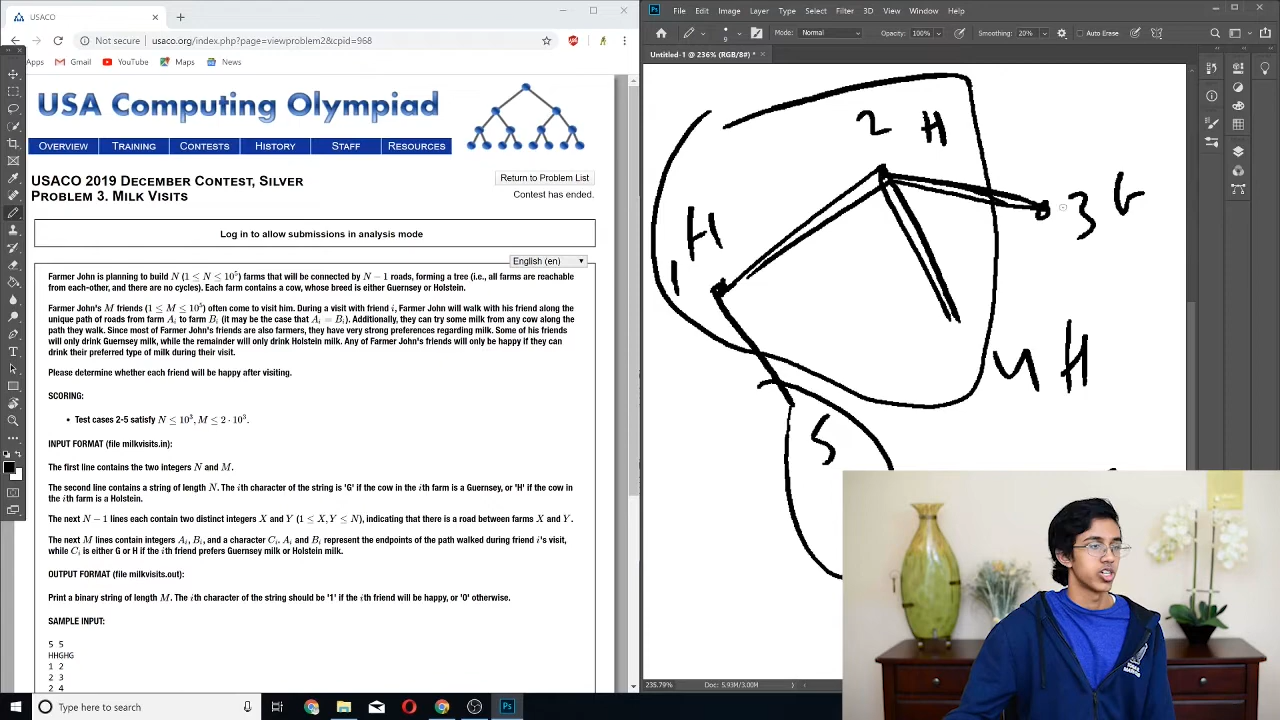 USACO
Not secure usaco.org/index.php?page=viewproblem2&cpid=968
Apps Gmail YouTube Maps News
USA Computing Olympiad
OVERVIEW TRAINING CONTESTS HISTORY STAFF RESOURCES
USACO 2019 DECEMBER CONTEST, SILVER
PROBLEM 3. MILK VISITS
Return to Problem List
Contest has ended.
Log in to allow submissions in analysis mode
English (en)
Farmer John is planning to build N (1 ≤ N ≤ 10^5) farms that will be connected by N − 1 roads, forming a tree (i.e., all farms are reachable
from each-other, and there are no cycles). Each farm contains a cow, whose breed is either Guernsey or Holstein.
Farmer John's M friends (1 ≤ M ≤ 10^5) often come to visit him. During a visit with friend i, Farmer John will walk with his friend along the
unique path of roads from farm A_i to farm B_i (it may be the case that A_i = B_i). Additionally, they can try some milk from any cow along the
path they walk. Since most of Farmer John's friends are also farmers, they have very strong preferences regarding milk. Some of his friends
will only drink Guernsey milk, while the remainder will only drink Holstein milk. Any of Farmer John's friends will only be happy if they can
drink their preferred type of milk during their visit.
Please determine whether each friend will be happy after visiting.
SCORING:
• Test cases 2-5 satisfy N ≤ 10^3, M ≤ 2 · 10^3.
INPUT FORMAT (file milkvisits.in):
The first line contains the two integers N and M.
The second line contains a string of length N. The ith character of the string is 'G' if the cow in the ith farm is a Guernsey, or 'H' if the cow in
the ith farm is a Holstein.
The next N − 1 lines each contain two distinct integers X and Y (1 ≤ X, Y ≤ N), indicating that there is a road between farms X and Y.
The next M lines contain integers A_i, B_i, and a character C_i. A_i and B_i represent the endpoints of the path walked during friend i's visit,
while C_i is either G or H if the ith friend prefers Guernsey milk or Holstein milk.
OUTPUT FORMAT (file milkvisits.out):
Print a binary string of length M. The ith character of the string should be '1' if the ith friend will be happy, or '0' otherwise.
SAMPLE INPUT:
5 5
HHGHG
1 2
2 3
2 4
Type here to search
Ps File Edit Image Layer Type Select Filter 3D View Window Help
Mode: Normal Opacity: 100% Smoothing: 20% Auto Erase
Untitled-1 @ 236% (RGB/8#) *
2 H
3 G
H
1
4 H
5
235.79% Doc: 5.93M/3.00M